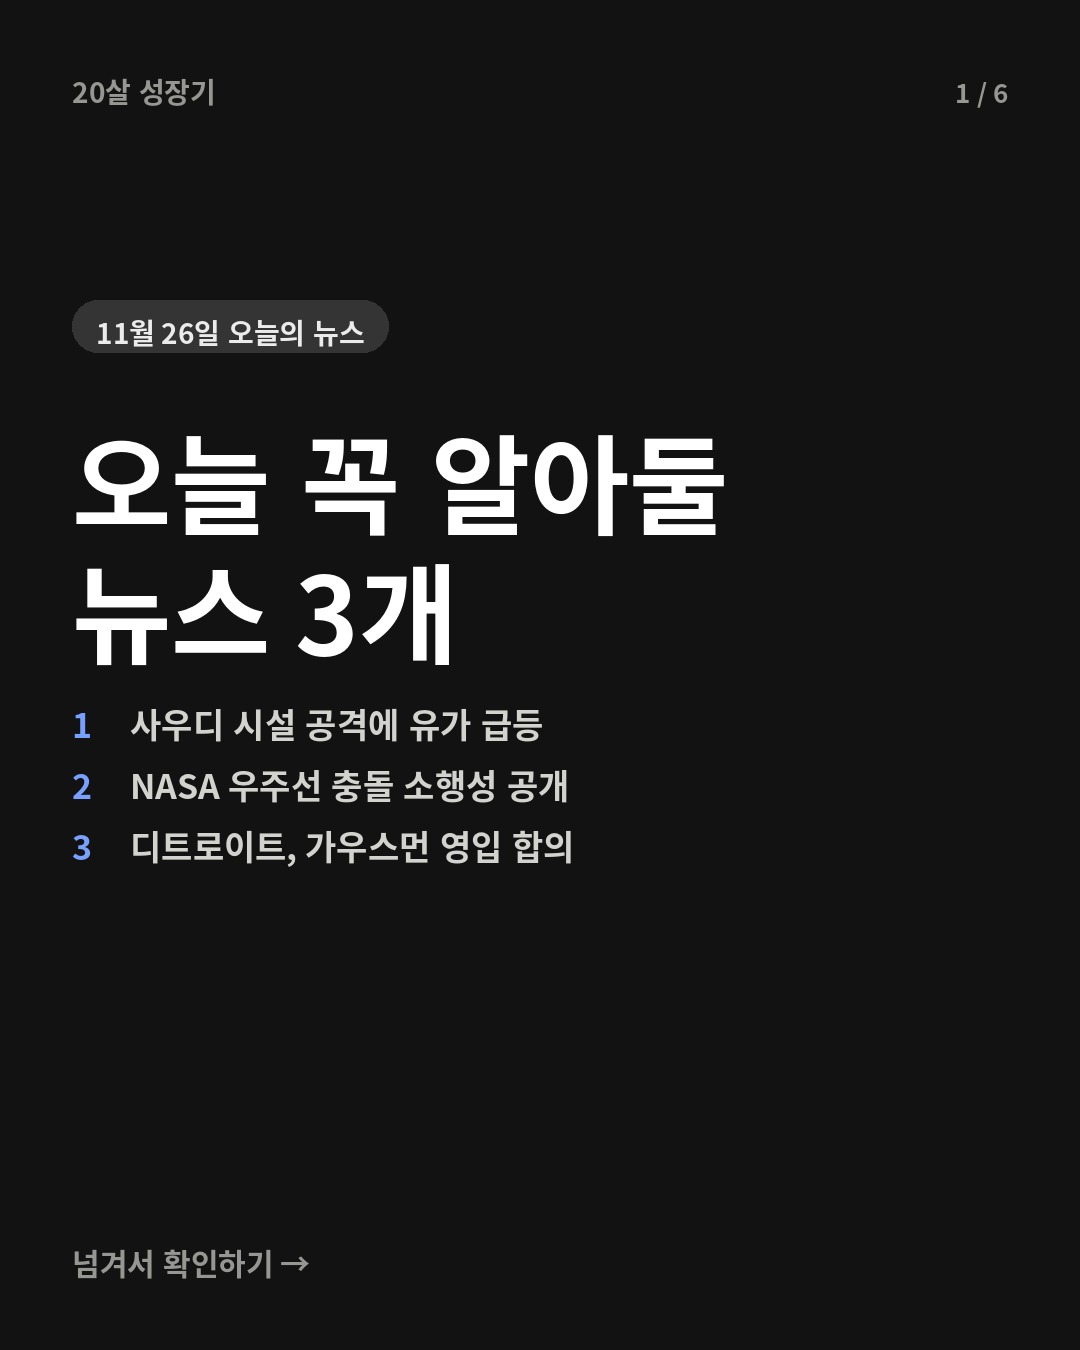 20살 성장기
1 / 6
11월 26일 오늘의 뉴스
오늘 꼭 알아둘
뉴스 3개
1 사우디 시설 공격에 유가 급등
2 NASA 우주선 충돌 소행성 공개
3 디트로이트, 가우스먼 영입 합의
넘겨서 확인하기 →